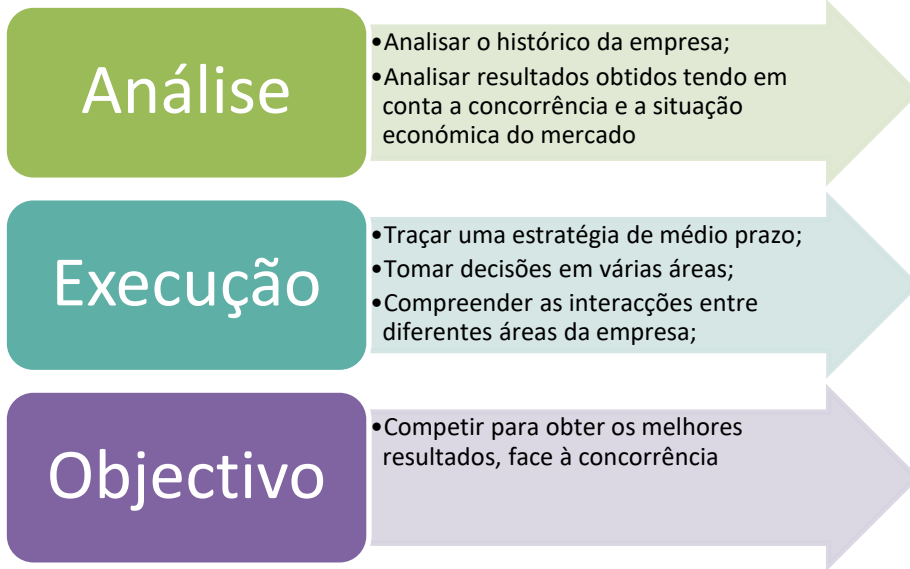 Análise
•Analisar o histórico da empresa;
•Analisar resultados obtidos tendo em
conta a concorrência e a situação
económica do mercado
Execução
•Traçar uma estratégia de médio prazo;
•Tomar decisões em várias áreas;
•Compreender as interacções entre
diferentes áreas da empresa;
Objectivo
•Competir para obter os melhores
resultados, face à concorrência